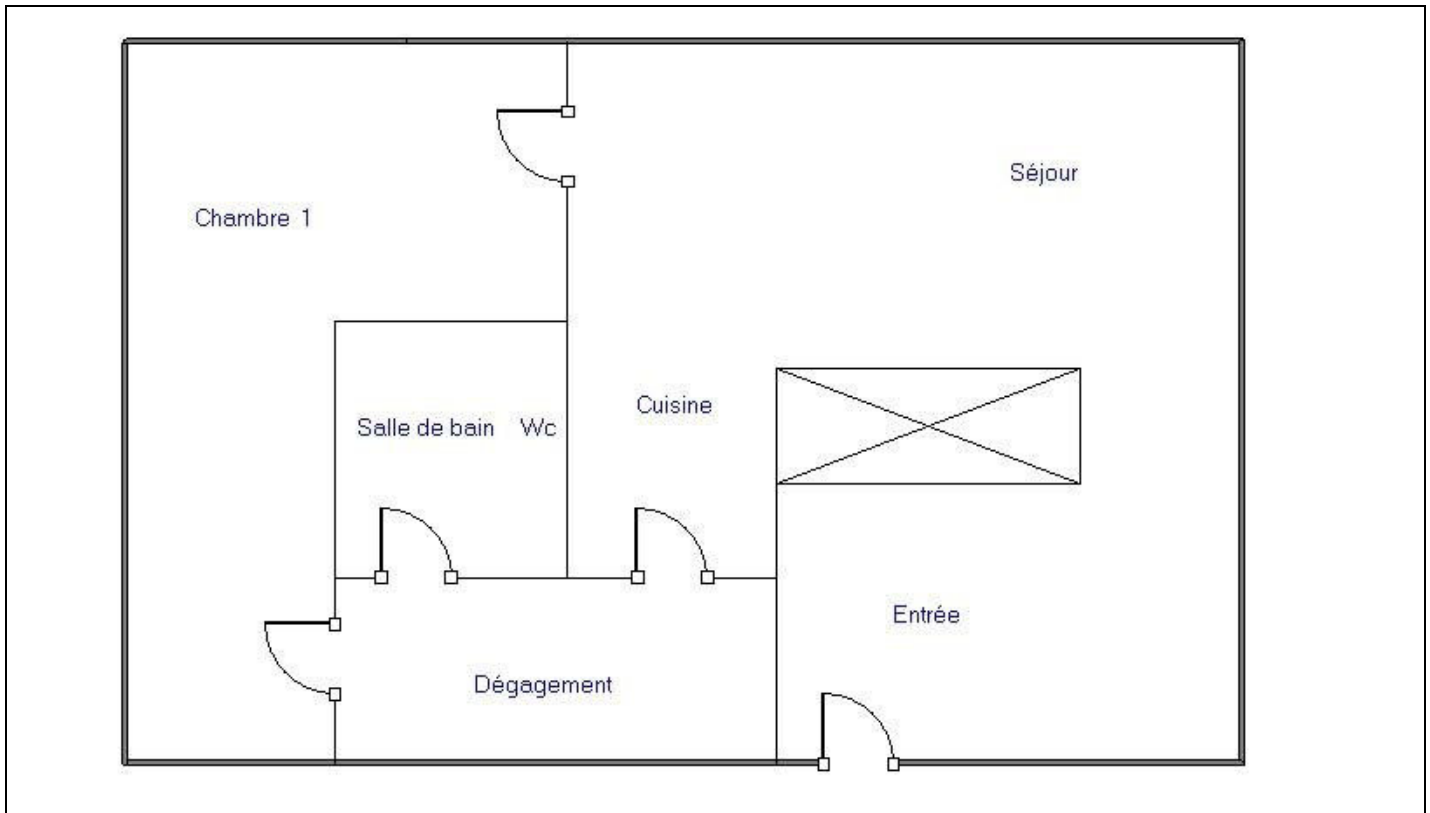 Séjour
Chambre 1
Cuisine
Salle de bain Wc
Entrée
Dégagement